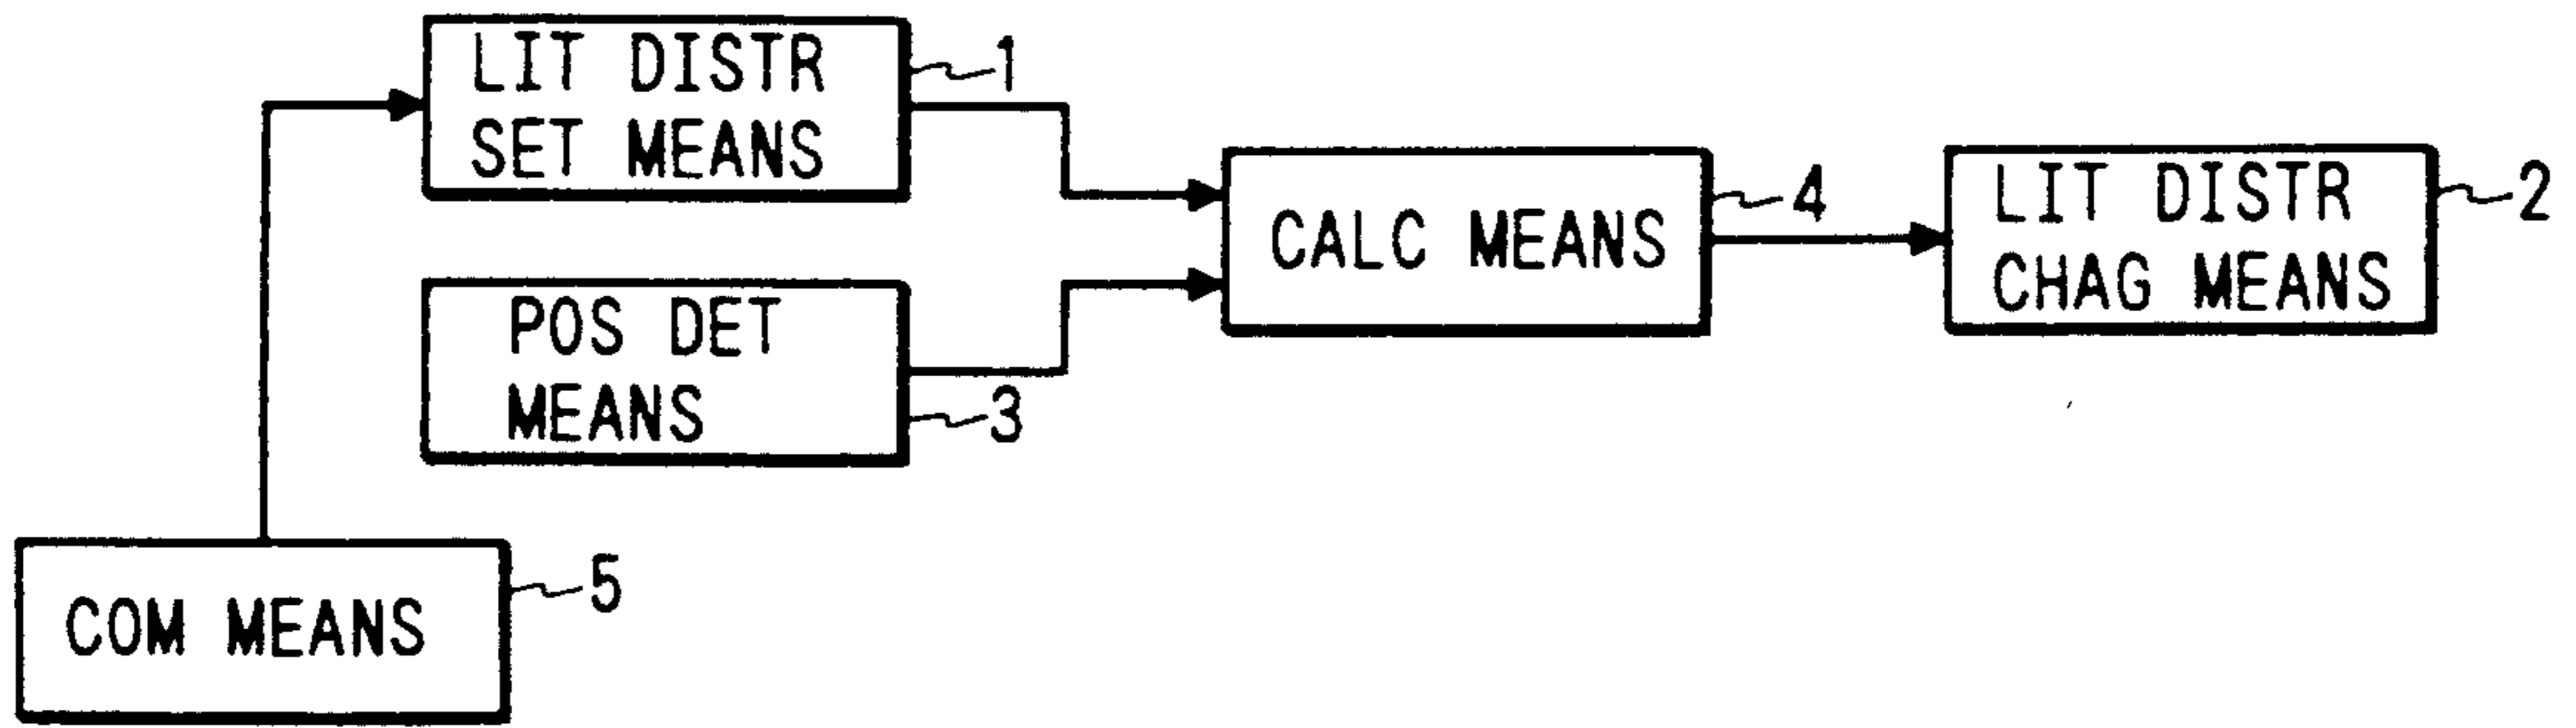 LIT DISTR
SET MEANS
1
POS DET
MEANS
3
CALC MEANS
4
LIT DISTR
CHAG MEANS
2
COM MEANS
5